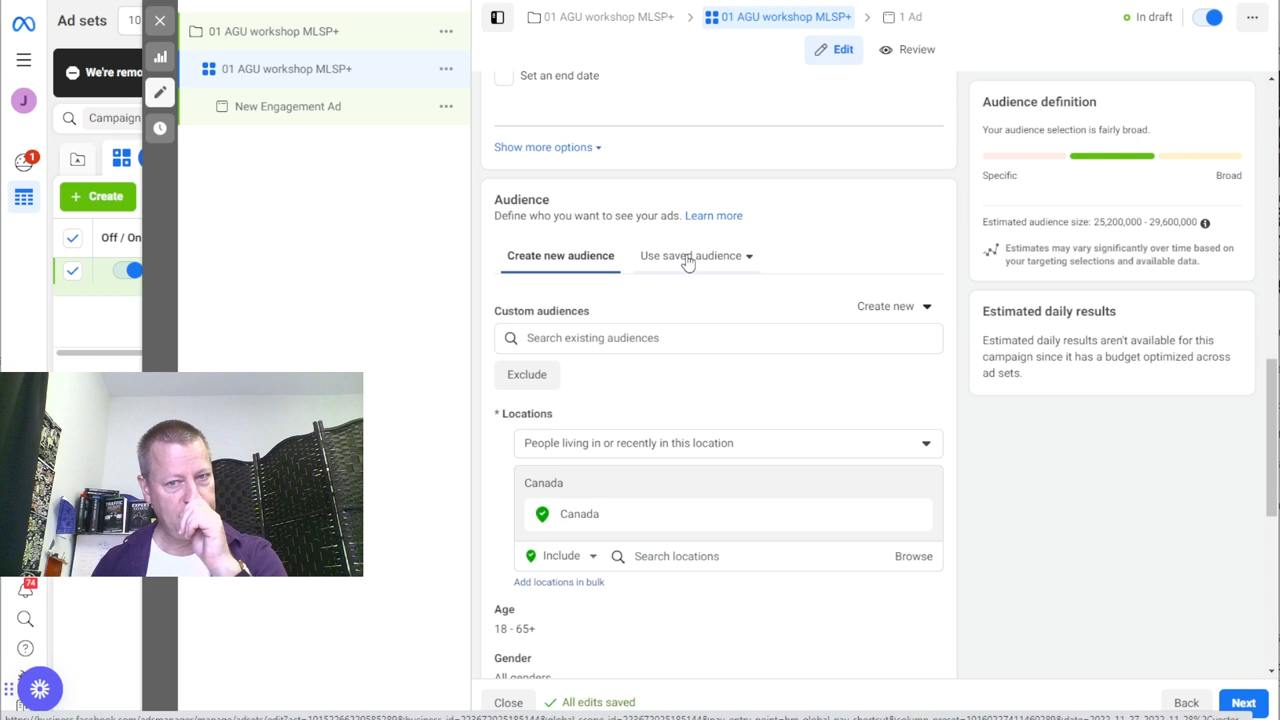 Ad sets
10
We're remo
Campaign
Create
Off / On
J
1
74
01 AGU workshop MLSP+
01 AGU workshop MLSP+
New Engagement Ad
01 AGU workshop MLSP+
01 AGU workshop MLSP+
1 Ad
In draft
Edit
Review
Set an end date
Show more options
Audience
Define who you want to see your ads. Learn more
Create new audience
Use saved audience
Custom audiences
Create new
Search existing audiences
Exclude
* Locations
People living in or recently in this location
Canada
Canada
Include
Search locations
Browse
Add locations in bulk
Age
18 - 65+
Gender
All genders
Close
All edits saved
Back
Next
Audience definition
Your audience selection is fairly broad.
Specific
Broad
Estimated audience size: 25,200,000 - 29,600,000
Estimates may vary significantly over time based on
your targeting selections and available data.
Estimated daily results
Estimated daily results aren't available for this
campaign since it has a budget optimized across
ad sets.
TRAFFIC
EXPERT